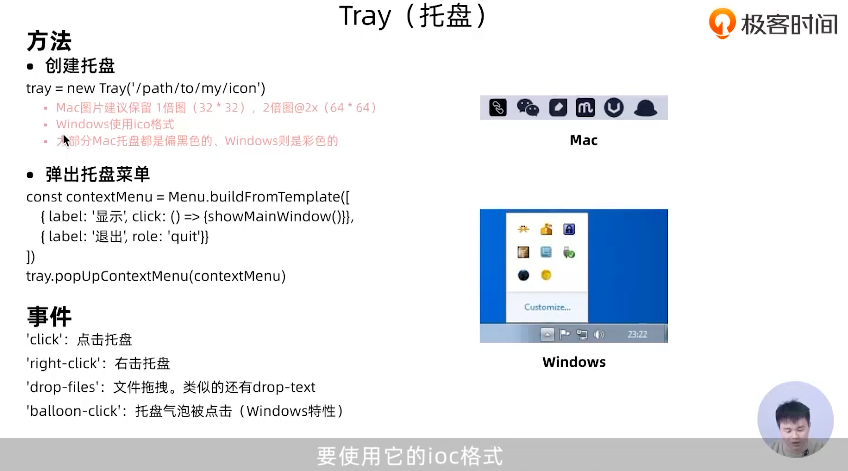 Tray（托盘）
极客时间
方法
• 创建托盘
tray = new Tray('/path/to/my/icon')
• Mac图片建议保留 1倍图（32 * 32），2倍图@2x（64 * 64）
• Windows使用ico格式
• 大部分Mac托盘都是偏黑色的、Windows则是彩色的
Mac
• 弹出托盘菜单
const contextMenu = Menu.buildFromTemplate([
{ label: '显示', click: () => {showMainWindow()}},
{ label: '退出', role: 'quit'}}
])
tray.popUpContextMenu(contextMenu)
Customize...
23:22
Windows
事件
'click'：点击托盘
'right-click'：右击托盘
'drop-files'：文件拖拽。类似的还有drop-text
'balloon-click'：托盘气泡被点击（Windows特性）
要使用它的ioc格式